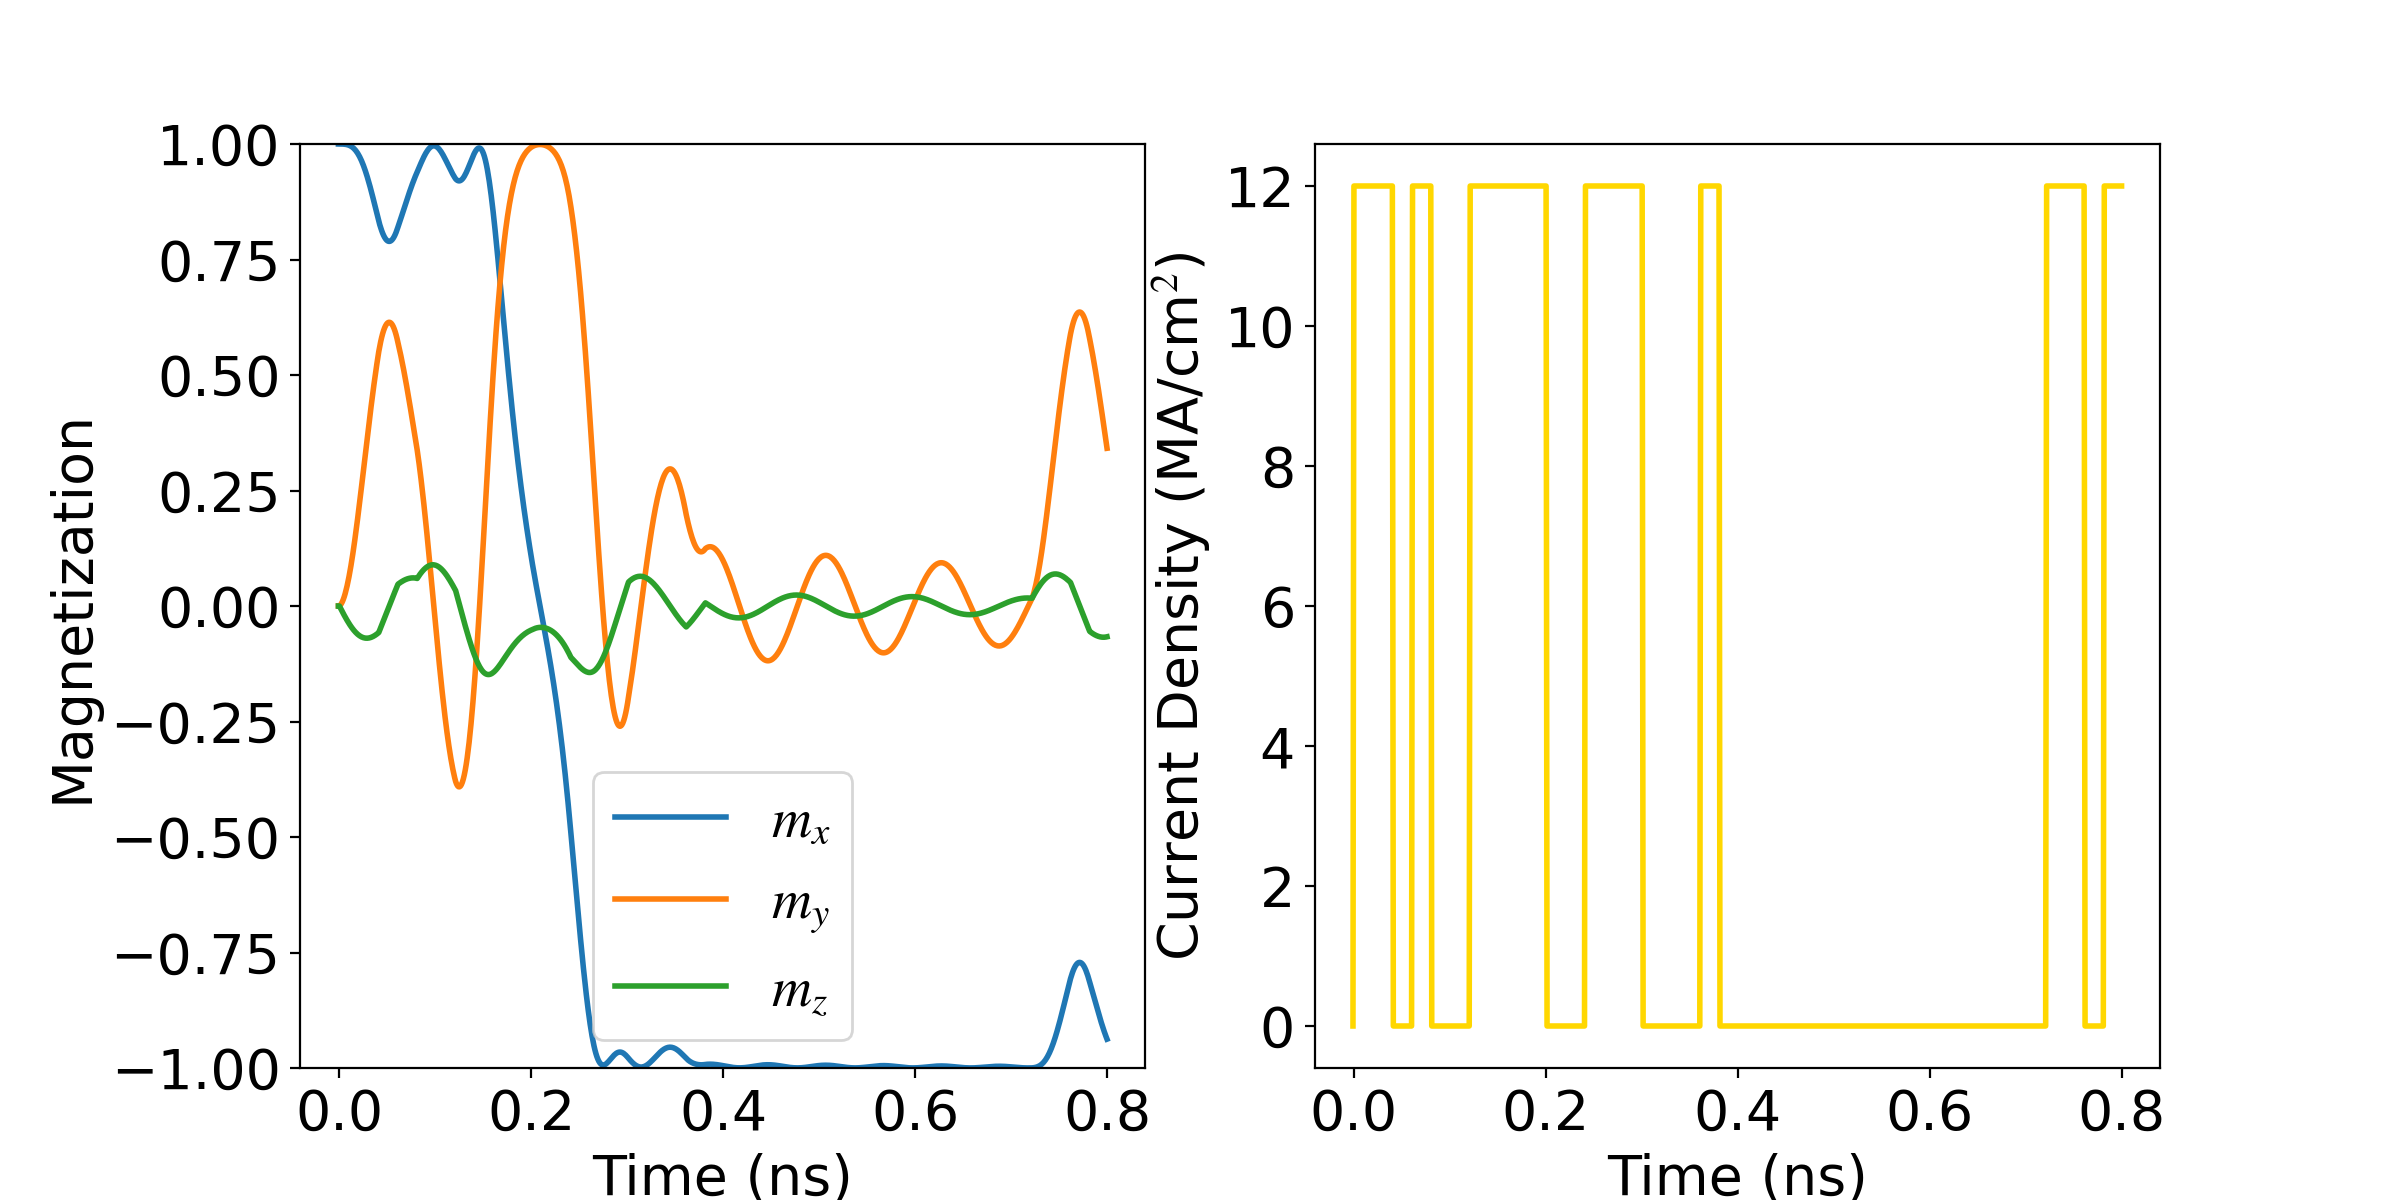 Magnetization
1.00
0.75
0.50
0.25
0.00
−0.25
−0.50
−0.75
−1.00
0.0 0.2 0.4 0.6 0.8
Time (ns)
m_x
m_y
m_z
Current Density (MA/cm²)
12
10
8
6
4
2
0
0.0 0.2 0.4 0.6 0.8
Time (ns)